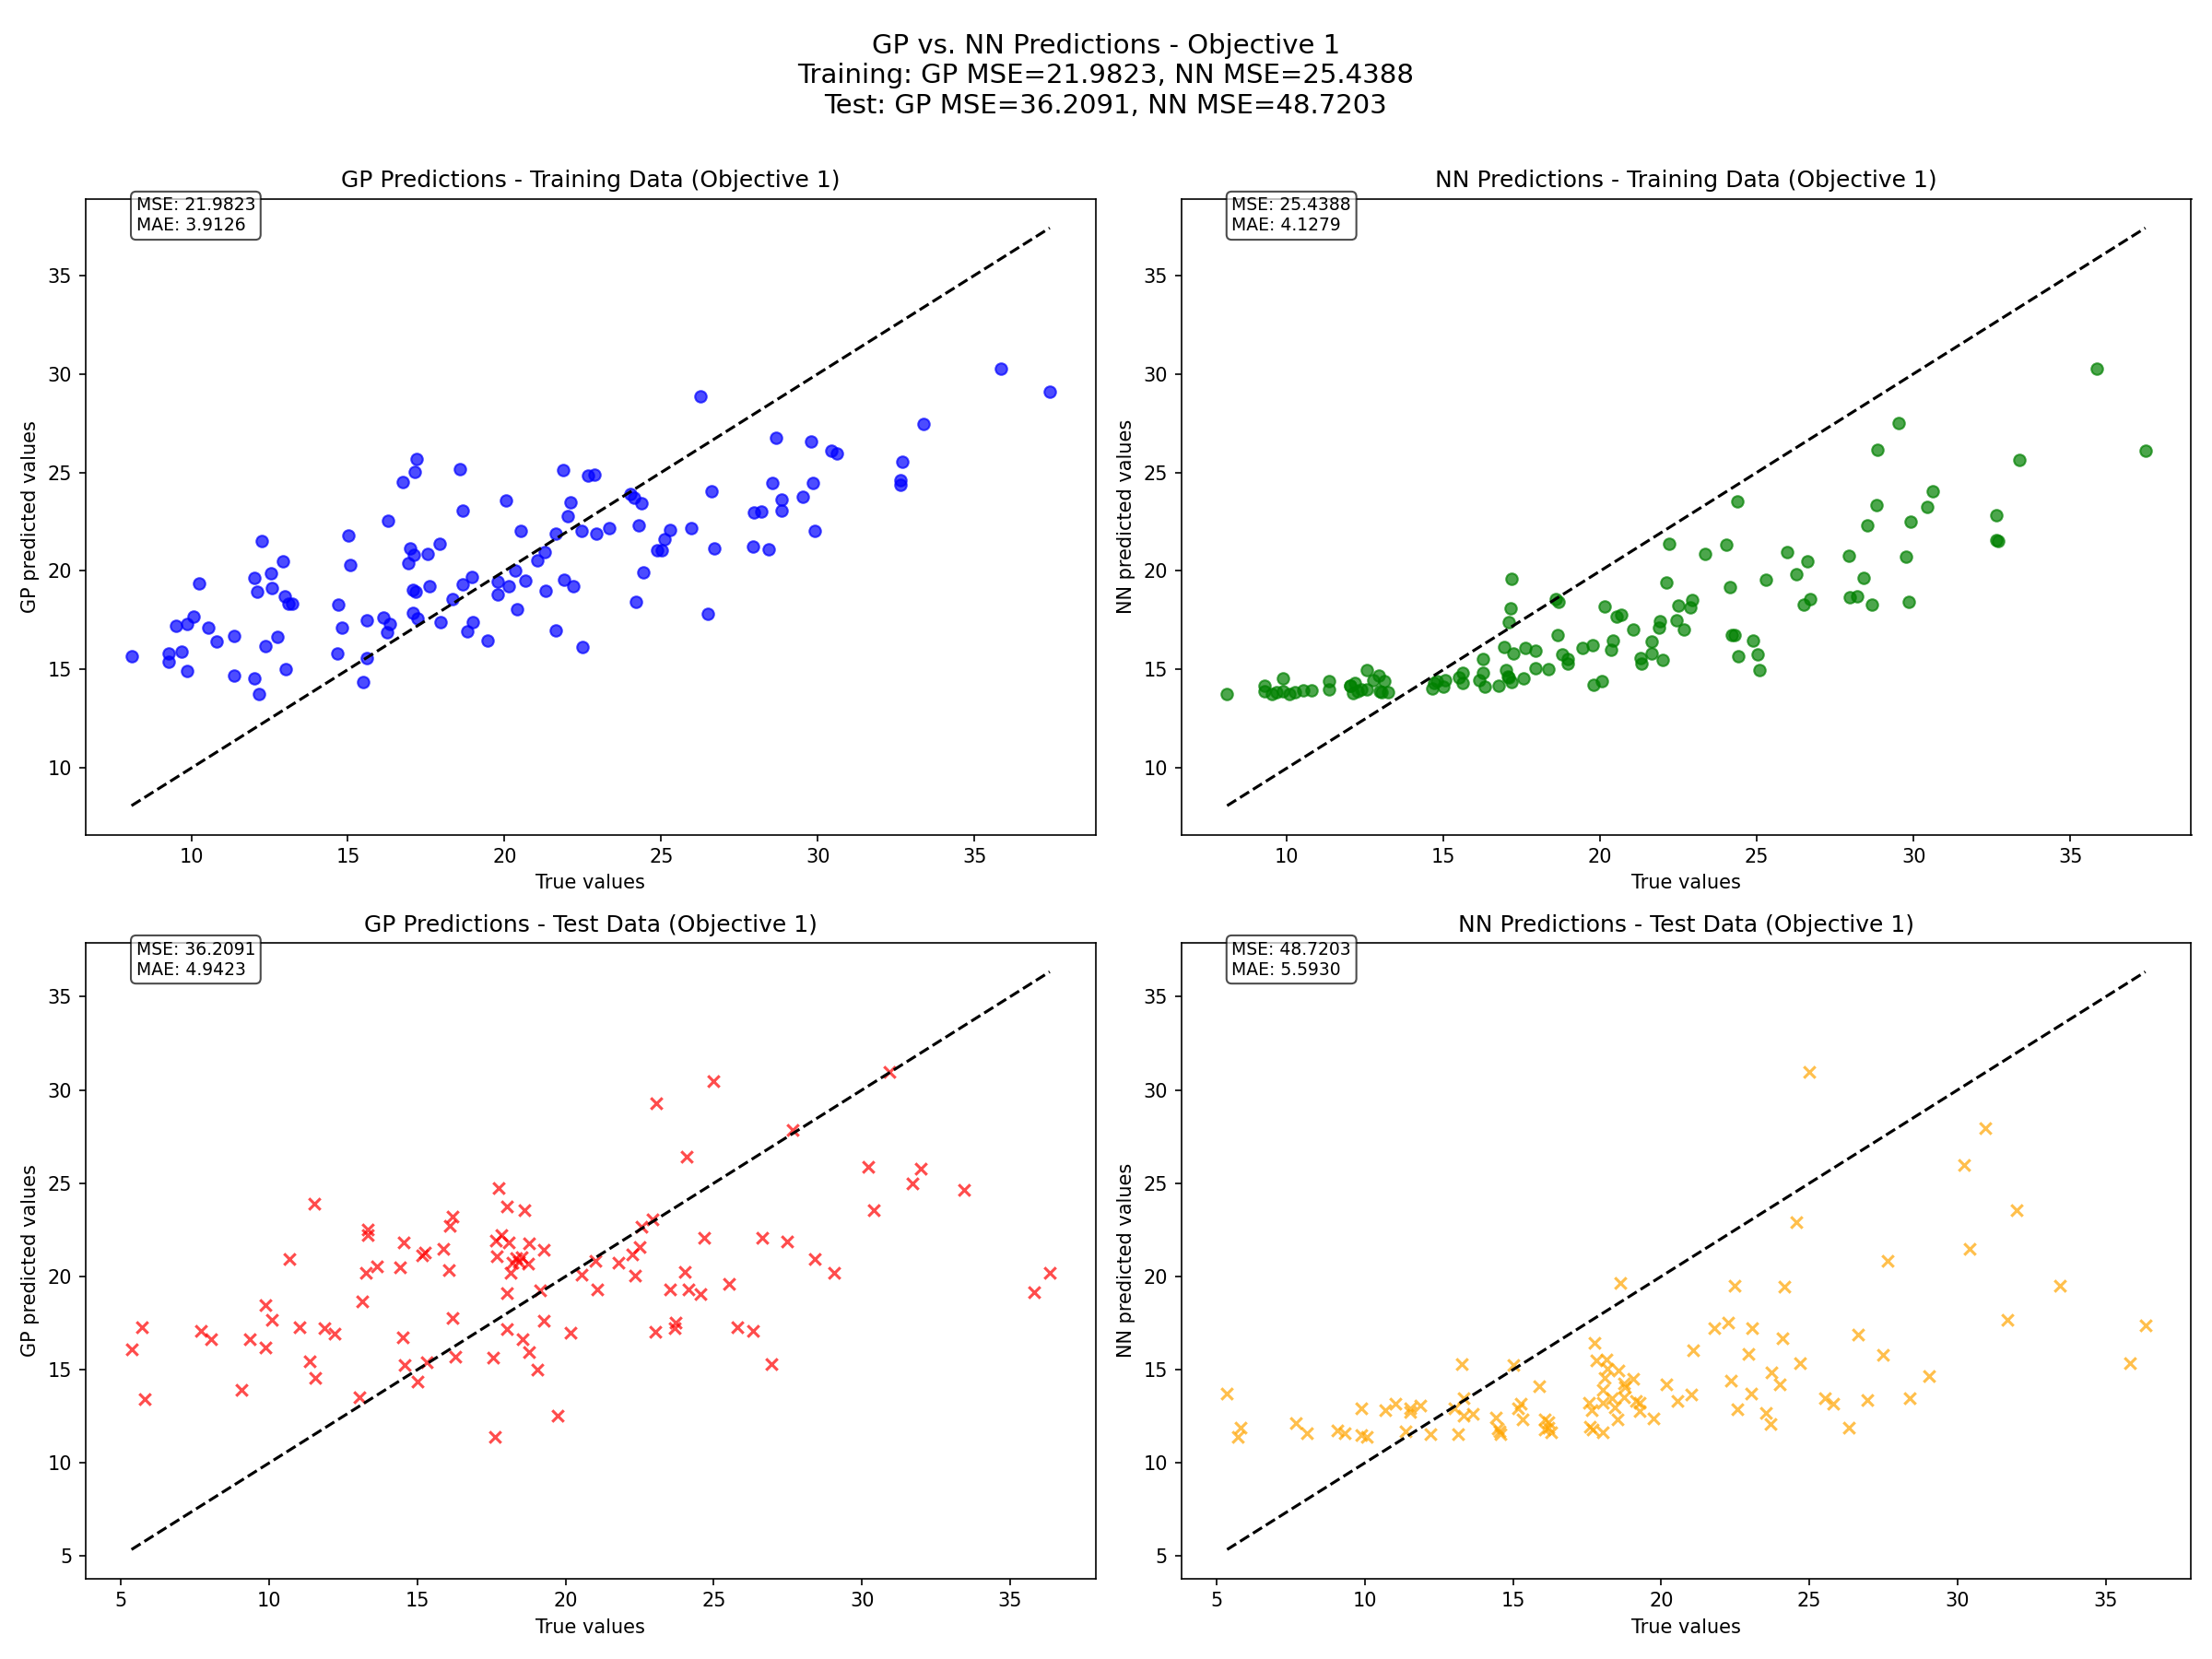 GP vs. NN Predictions - Objective 1
Training: GP MSE=21.9823, NN MSE=25.4388
Test: GP MSE=36.2091, NN MSE=48.7203
GP Predictions - Training Data (Objective 1)
MSE: 21.9823
MAE: 3.9126
GP predicted values
35
30
25
20
15
10
10 15 20 25 30 35
True values
NN Predictions - Training Data (Objective 1)
MSE: 25.4388
MAE: 4.1279
NN predicted values
35
30
25
20
15
10
10 15 20 25 30 35
True values
GP Predictions - Test Data (Objective 1)
MSE: 36.2091
MAE: 4.9423
GP predicted values
35
30
25
20
15
10
5
5 10 15 20 25 30 35
True values
NN Predictions - Test Data (Objective 1)
MSE: 48.7203
MAE: 5.5930
NN predicted values
35
30
25
20
15
10
5
5 10 15 20 25 30 35
True values